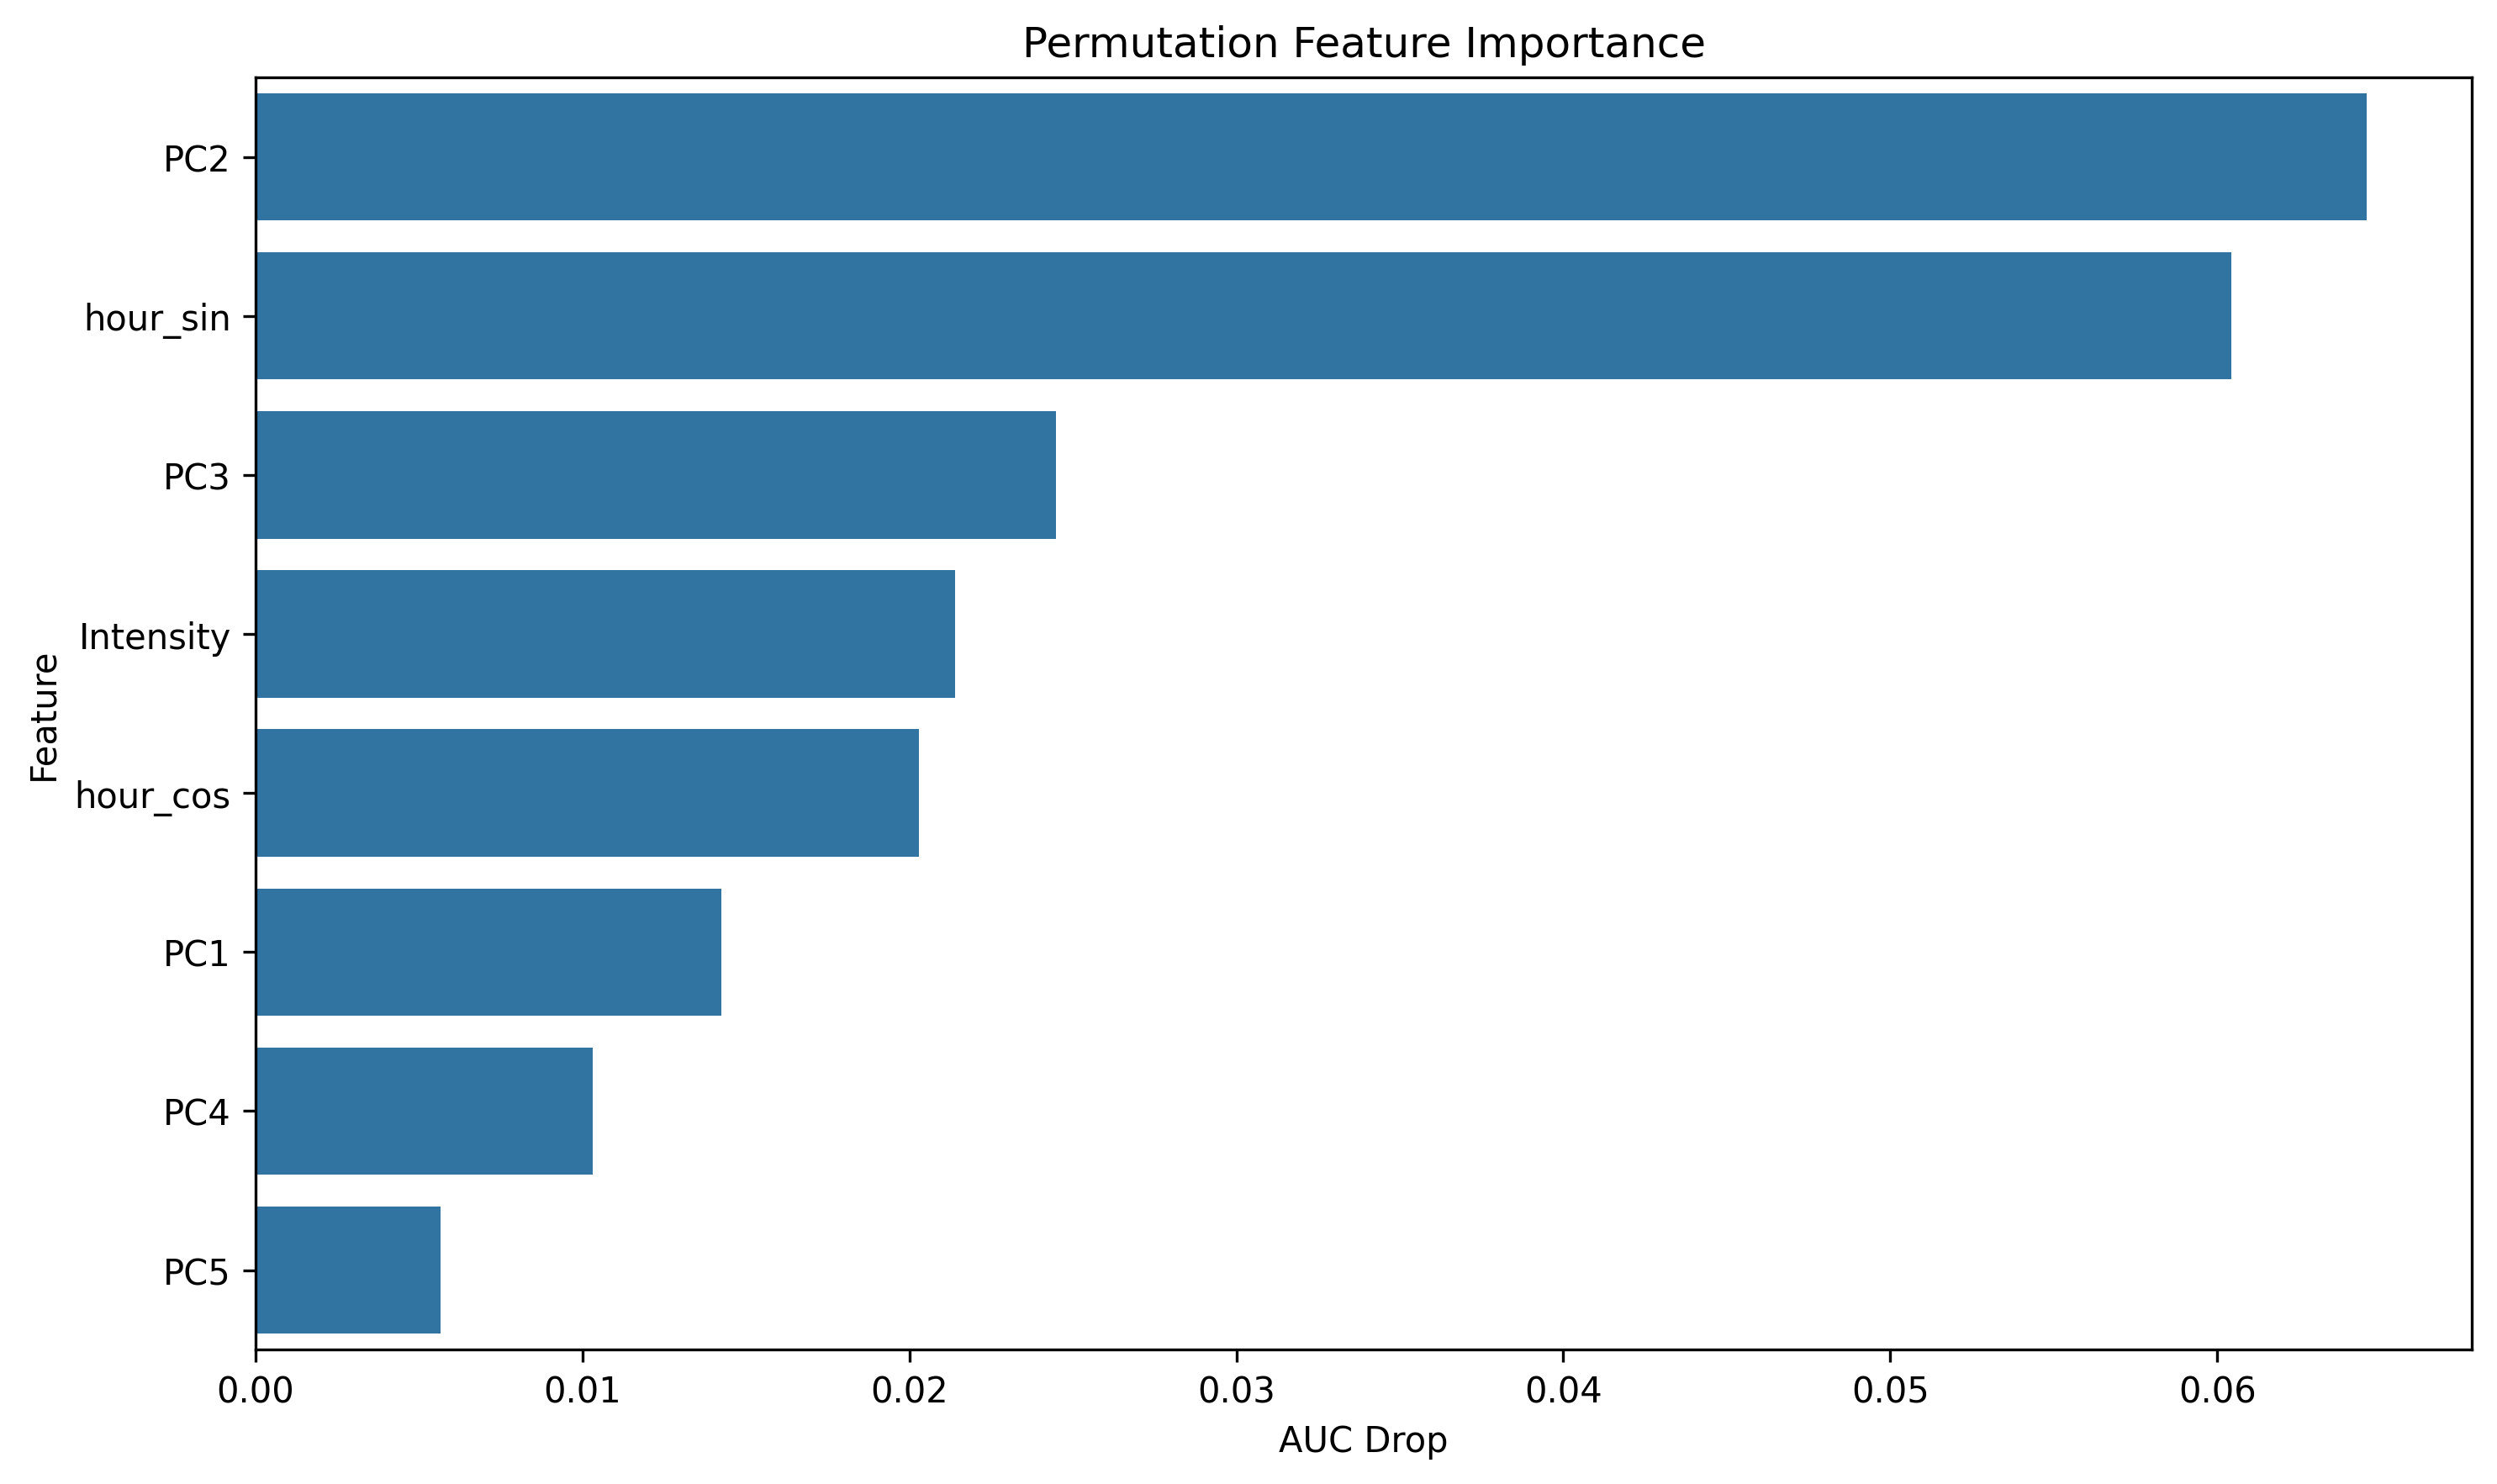 Permutation Feature Importance
PC2
hour_sin
PC3
Intensity
hour_cos
PC1
PC4
PC5
Feature
0.00 0.01 0.02 0.03 0.04 0.05 0.06
AUC Drop